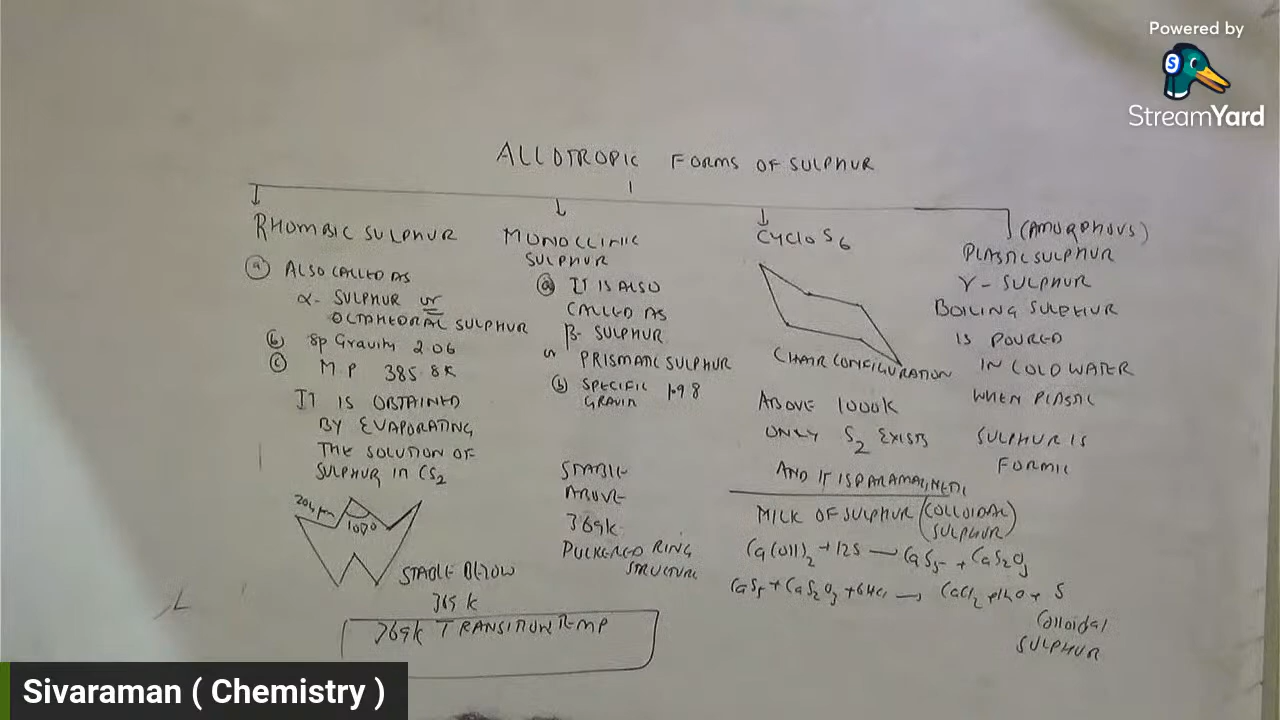 Powered by
StreamYard
ALLOTROPIC FORMS OF SULPHUR
RHOMBIC SULPHUR
(a) ALSO CALLED AS
α- SULPHUR or
OCTAHEDRAL SULPHUR
(b) Sp Gravity 2.06
(c) M.P 385.8K
IT IS OBTAINED
BY EVAPORATING
THE SOLUTION OF
SULPHUR IN CS2
204 pm
STABLE BELOW
369 K
369K TRANSITION TEMP
MONOCLINIC
SULPHUR
(a) IT IS ALSO
CALLED AS
β- SULPHUR
or PRISMATIC SULPHUR
(b) SPECIFIC 1.98
GRAVITY
STABLE
ABOVE
369K
PUCKERED RING
STRUCTURE
CYCLO S6
CHAIR CONFIGURATION
ABOVE 1000K
ONLY S2 EXISTS
AND IT IS
MILK OF SULPHUR (COLLOIDAL
SULPHUR)
Ca(OH)2 + 12S → CaS5 + CaS2O3
CaS5 + CaS2O3 + 6HCl → CaCl2 + H2O + S
Colloidal
SULPHUR
(AMORPHOUS)
PLASTIC SULPHUR
γ- SULPHUR
BOILING SULPHUR
IS POURED
IN COLD WATER
WHEN PLASTIC
SULPHUR IS
Sivaraman ( Chemistry )